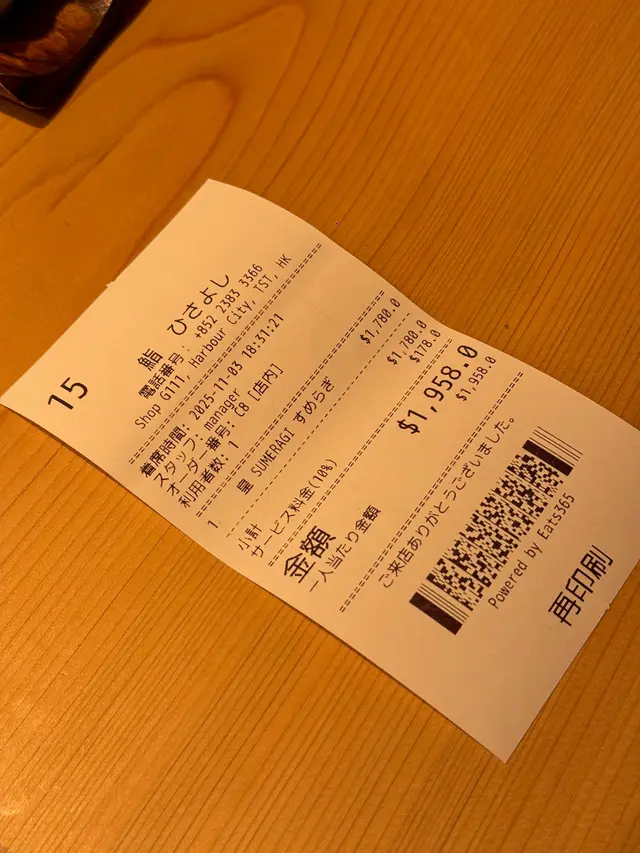 15
鮨 ひさよし
電話番号: +852 2383 3366
Shop G111, Harbour City, TST, HK
着席時間: 2025-11-03 18:31:21
スタッフ: manager
オーダー番号: C8 [店内]
利用者数: 1
1 皇 SUMERAGI すめらぎ $1,780.0
小計 $1,780.0
サービス料金(10%) $178.0
金額 $1,958.0
一人当たり金額 $1,958.0
ご来店ありがとうございました。
Powered by Eats365
再印刷